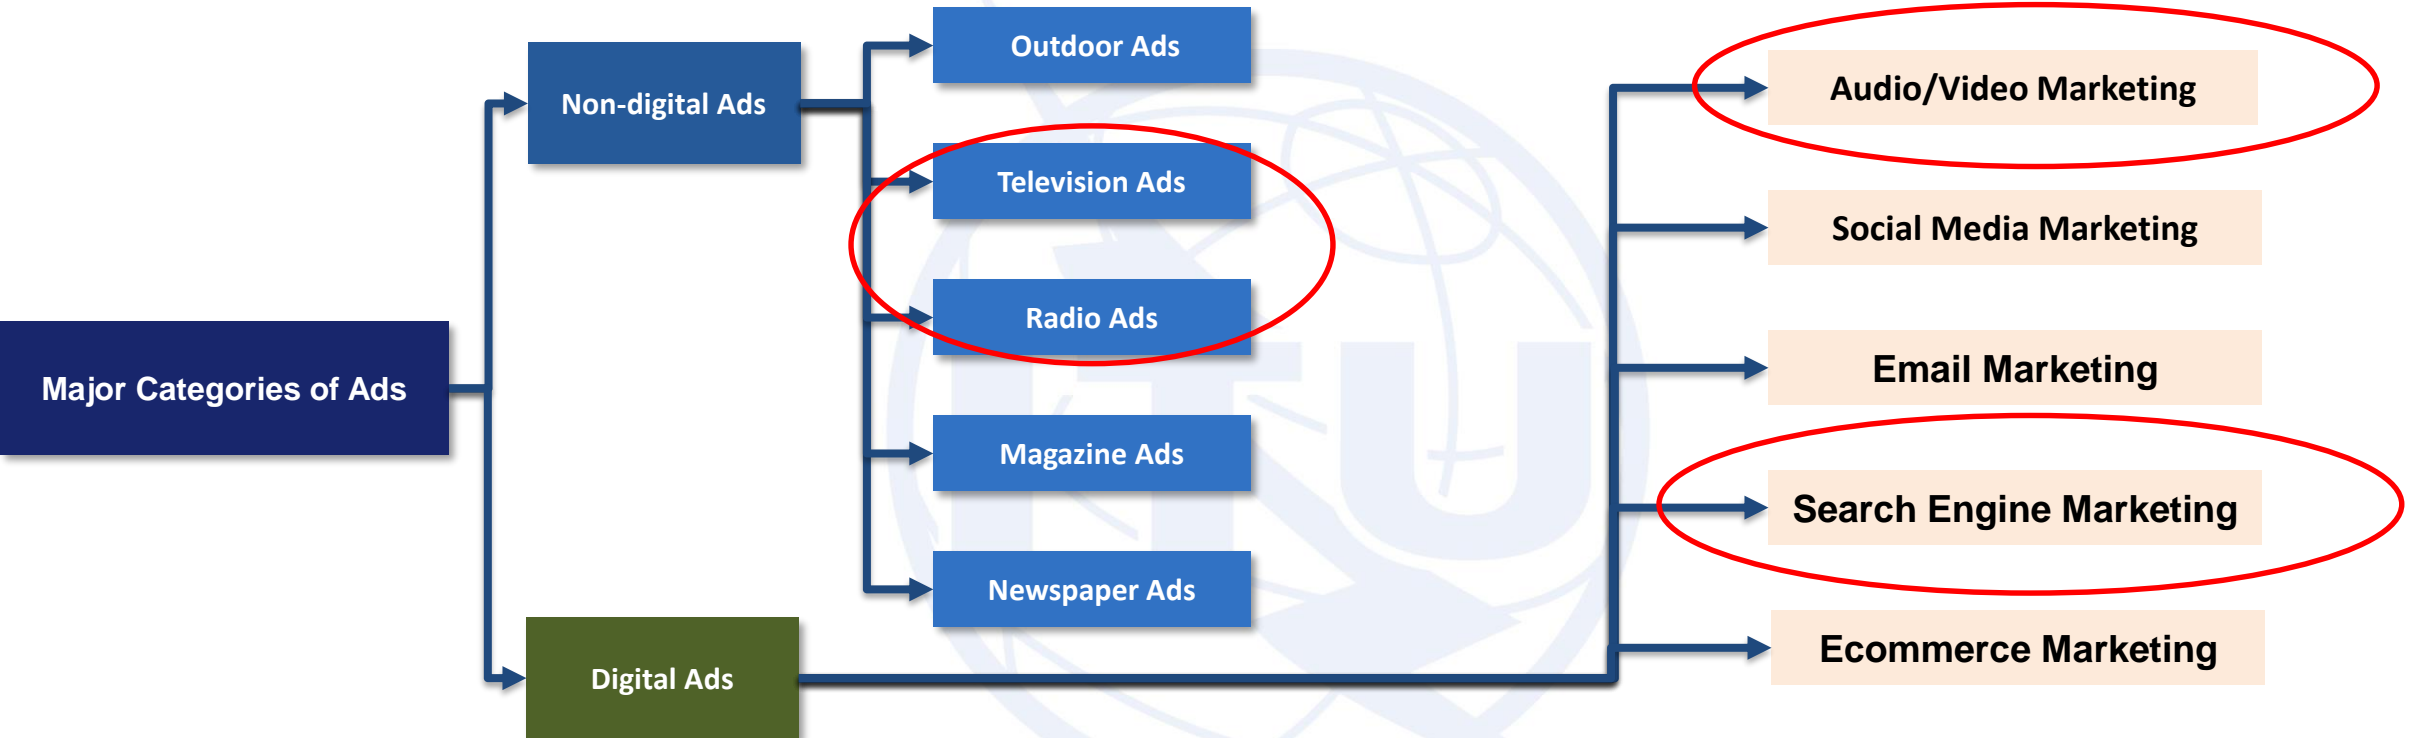 Major Categories of Ads
Non-digital Ads
Outdoor Ads
Television Ads
Radio Ads
Magazine Ads
Newspaper Ads
Digital Ads
Audio/Video Marketing
Social Media Marketing
Email Marketing
Search Engine Marketing
Ecommerce Marketing
ITU